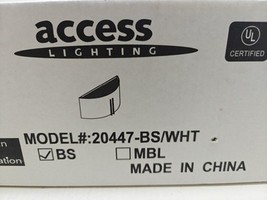 access
LIGHTING
UL
CERTIFIED
MODEL#:20447-BS/WHT
BS MBL
MADE IN CHINA